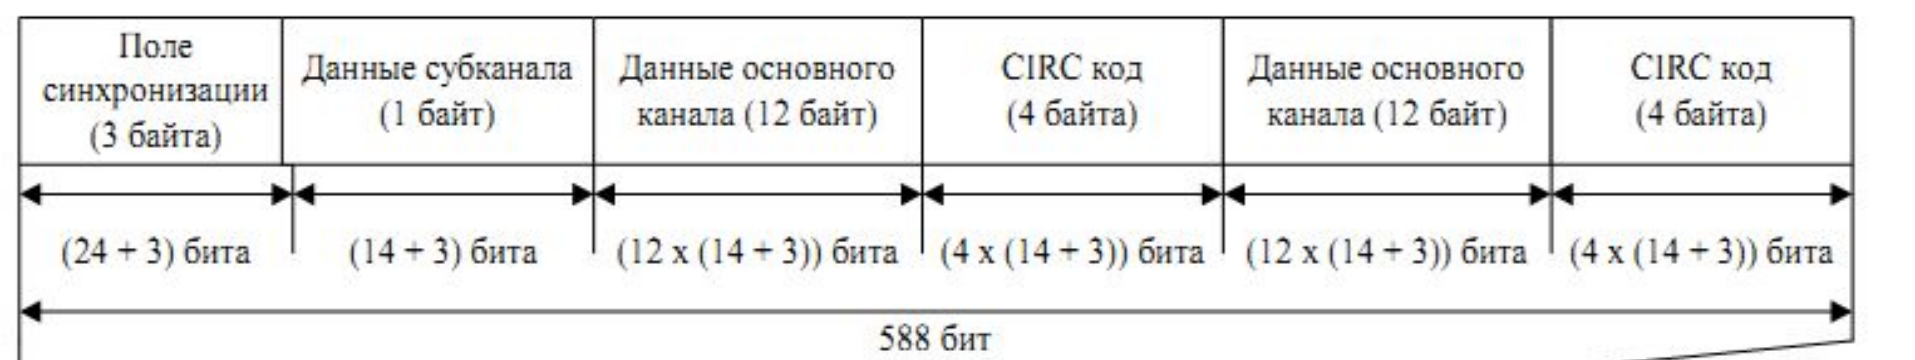 Поле
синхронизации
(3 байта)
Данные субканала
(1 байт)
Данные основного
канала (12 байт)
CIRC код
(4 байта)
Данные основного
канала (12 байт)
CIRC код
(4 байта)
(24 + 3) бита
(14 + 3) бита
(12 x (14 + 3)) бита
(4 x (14 + 3)) бита
(12 x (14 + 3)) бита
(4 x (14 + 3)) бита
588 бит